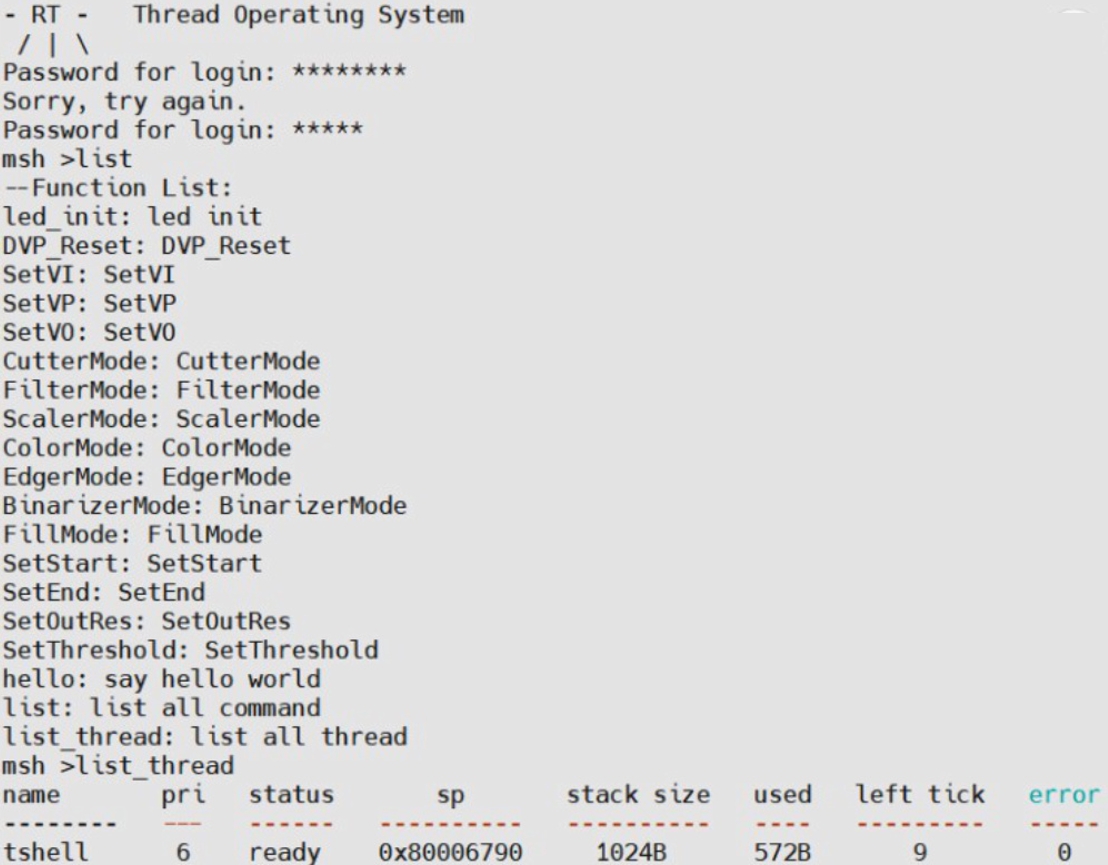 - RT -   Thread Operating System
 / | \
Password for login: ********
Sorry, try again.
Password for login: *****
msh >list
--Function List:
led_init: led init
DVP_Reset: DVP_Reset
SetVI: SetVI
SetVP: SetVP
SetVO: SetVO
CutterMode: CutterMode
FilterMode: FilterMode
ScalerMode: ScalerMode
ColorMode: ColorMode
EdgerMode: EdgerMode
BinarizerMode: BinarizerMode
FillMode: FillMode
SetStart: SetStart
SetEnd: SetEnd
SetOutRes: SetOutRes
SetThreshold: SetThreshold
hello: say hello world
list: list all command
list_thread: list all thread
msh >list_thread
name       pri   status       sp        stack size   used   left tick   error
--------   ---   ------   ----------   ----------   ----   ---------   -----
tshell      6    ready    0x80006790     1024B      572B       9         0